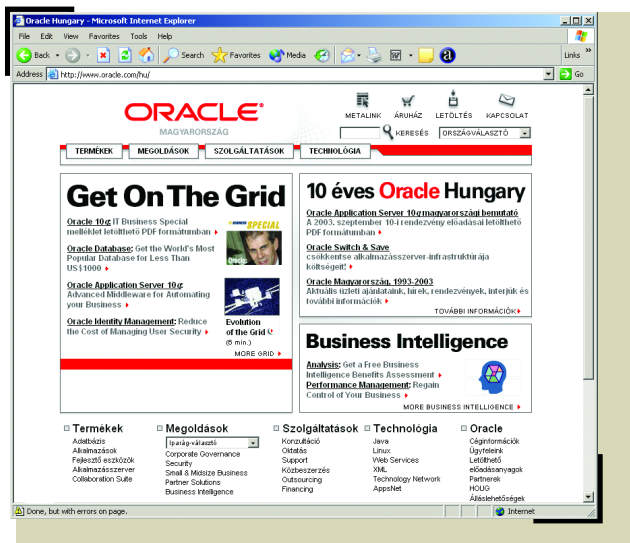 Oracle Hungary - Microsoft Internet Explorer
File Edit View Favorites Tools Help
Back Search Favorites Media Links
Address http://www.oracle.com/hu/ Go
ORACLE®
MAGYARORSZÁG
METALINK ÁRUHÁZ LETÖLTÉS KAPCSOLAT
KERESÉS ORSZÁGVÁLASZTÓ
TERMÉKEK MEGOLDÁSOK SZOLGÁLTATÁSOK TECHNOLÓGIA
Get On The Grid
Oracle 10g: IT Business Special
melléklet letölthető PDF formátumban
Oracle Database: Get the World's Most
Popular Database for Less Than
US$1000
Oracle Application Server 10g:
Advanced Middleware for Automating
your Business
Oracle Identity Management: Reduce
the Cost of Managing User Security
SPECIAL
Oracle:
Evolution
of the Grid
(6 min.)
MORE GRID
10 éves Oracle Hungary
Oracle Application Server 10g magyarországi bemutató
A 2003. szeptember 10-i rendezvény előadásai letölthető
PDF formátumban
Oracle Switch & Save
csökkentse alkalmazásszerver-infrastruktúrája
költségeit!
Oracle Magyarország, 1993-2003
Aktuális üzleti ajánlataink, hírek, rendezvények, interjúk és
további információk
TOVÁBBI INFORMÁCIÓK
Business Intelligence
Analysis: Get a Free Business
Intelligence Benefits Assessment
Performance Management: Regain
Control of Your Business
MORE BUSINESS INTELLIGENCE
Termékek
Adatbázis
Alkalmazások
Fejlesztő eszközök
Alkalmazásszerver
Collaboration Suite
Megoldások
Iparág-választó
Corporate Governance
Security
Small & Midsize Business
Partner Solutions
Business Intelligence
Szolgáltatások
Konzultáció
Oktatás
Support
Közbeszerzés
Outsourcing
Financing
Technológia
Java
Linux
Web Services
XML
Technology Network
AppsNet
Oracle
Céginformációk
Ügyfeleink
Letölthető
előadásanyagok
Partnerek
HOUG
Álláslehetőségek
Done, but with errors on page. Internet